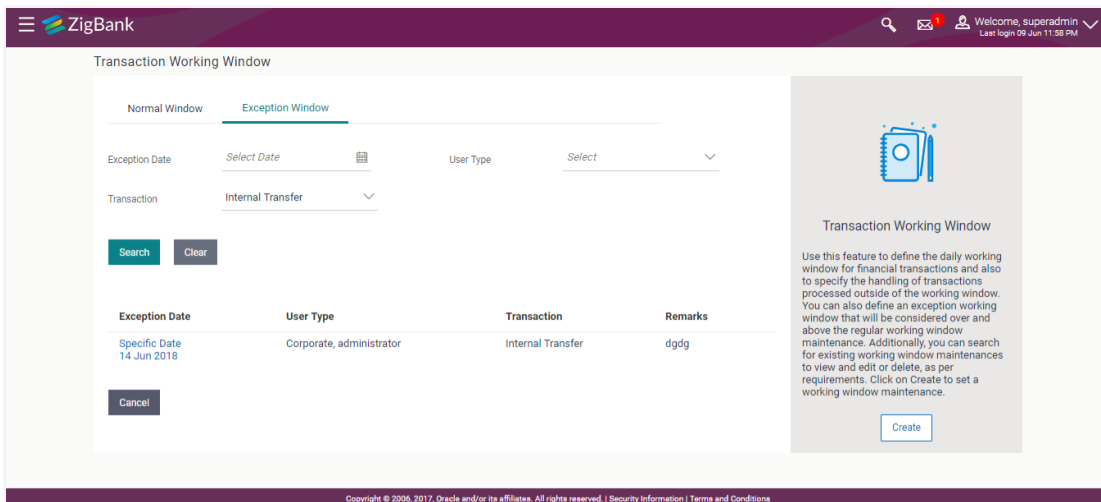 ZigBank
1
Welcome, superadmin
Last login 09 Jun 11:58 PM
Transaction Working Window
Normal Window Exception Window
Exception Date Select Date User Type Select
Transaction Internal Transfer
Search Clear
Exception Date User Type Transaction Remarks
Specific Date Corporate, administrator Internal Transfer dgdg
14 Jun 2018
Cancel
Transaction Working Window
Use this feature to define the daily working
window for financial transactions and also
to specify the handling of transactions
processed outside of the working window.
You can also define an exception working
window that will be considered over and
above the regular working window
maintenance. Additionally, you can search
for existing working window maintenances
to view and edit or delete, as per
requirements. Click on Create to set a
working window maintenance.
Create
Copyright © 2006, 2017, Oracle and/or its affiliates. All rights reserved. | Security Information | Terms and Conditions